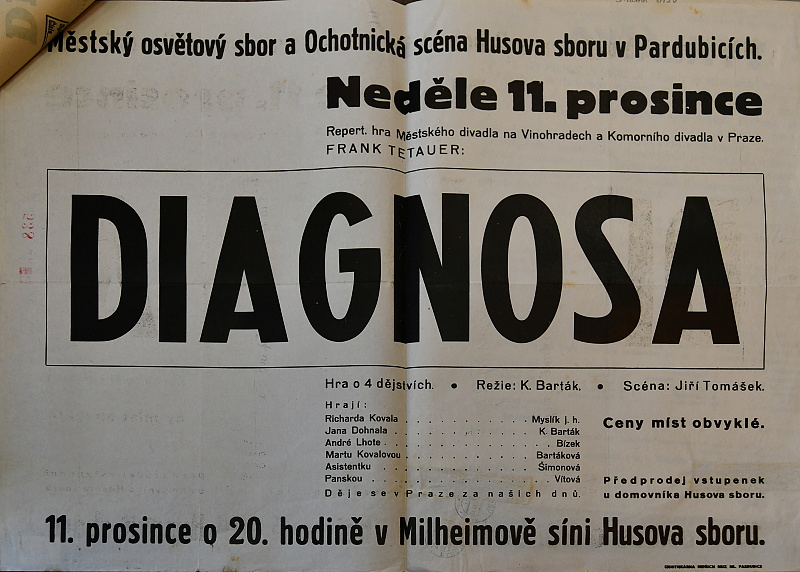 Městský osvětový sbor a Ochotnická scéna Husova sboru v Pardubicích.
Neděle 11. prosince
Repert. hra Městského divadla na Vinohradech a Komorního divadla v Praze.
FRANK TETAUER:
DIAGNOSA
Hra o 4 dějstvích. • Režie: K. Barták. • Scéna: Jiří Tomášek.
Hrají:
Richarda Kovala . . . . . . . . . . . Myslík j. h.
Jana Dohnala . . . . . . . . . . . . K. Barták
André Lhote . . . . . . . . . . . . Bízek
Martu Kovalovou . . . . . . . . . . Bartáková
Asistentku . . . . . . . . . . . . Šimonová
Panskou . . . . . . . . . . . . . Vítová
Děje se v Praze za našich dnů.
Ceny míst obvyklé.
Předprodej vstupenek
u domovníka Husova sboru.
11. prosince o 20. hodině v Milheimově síni Husova sboru.